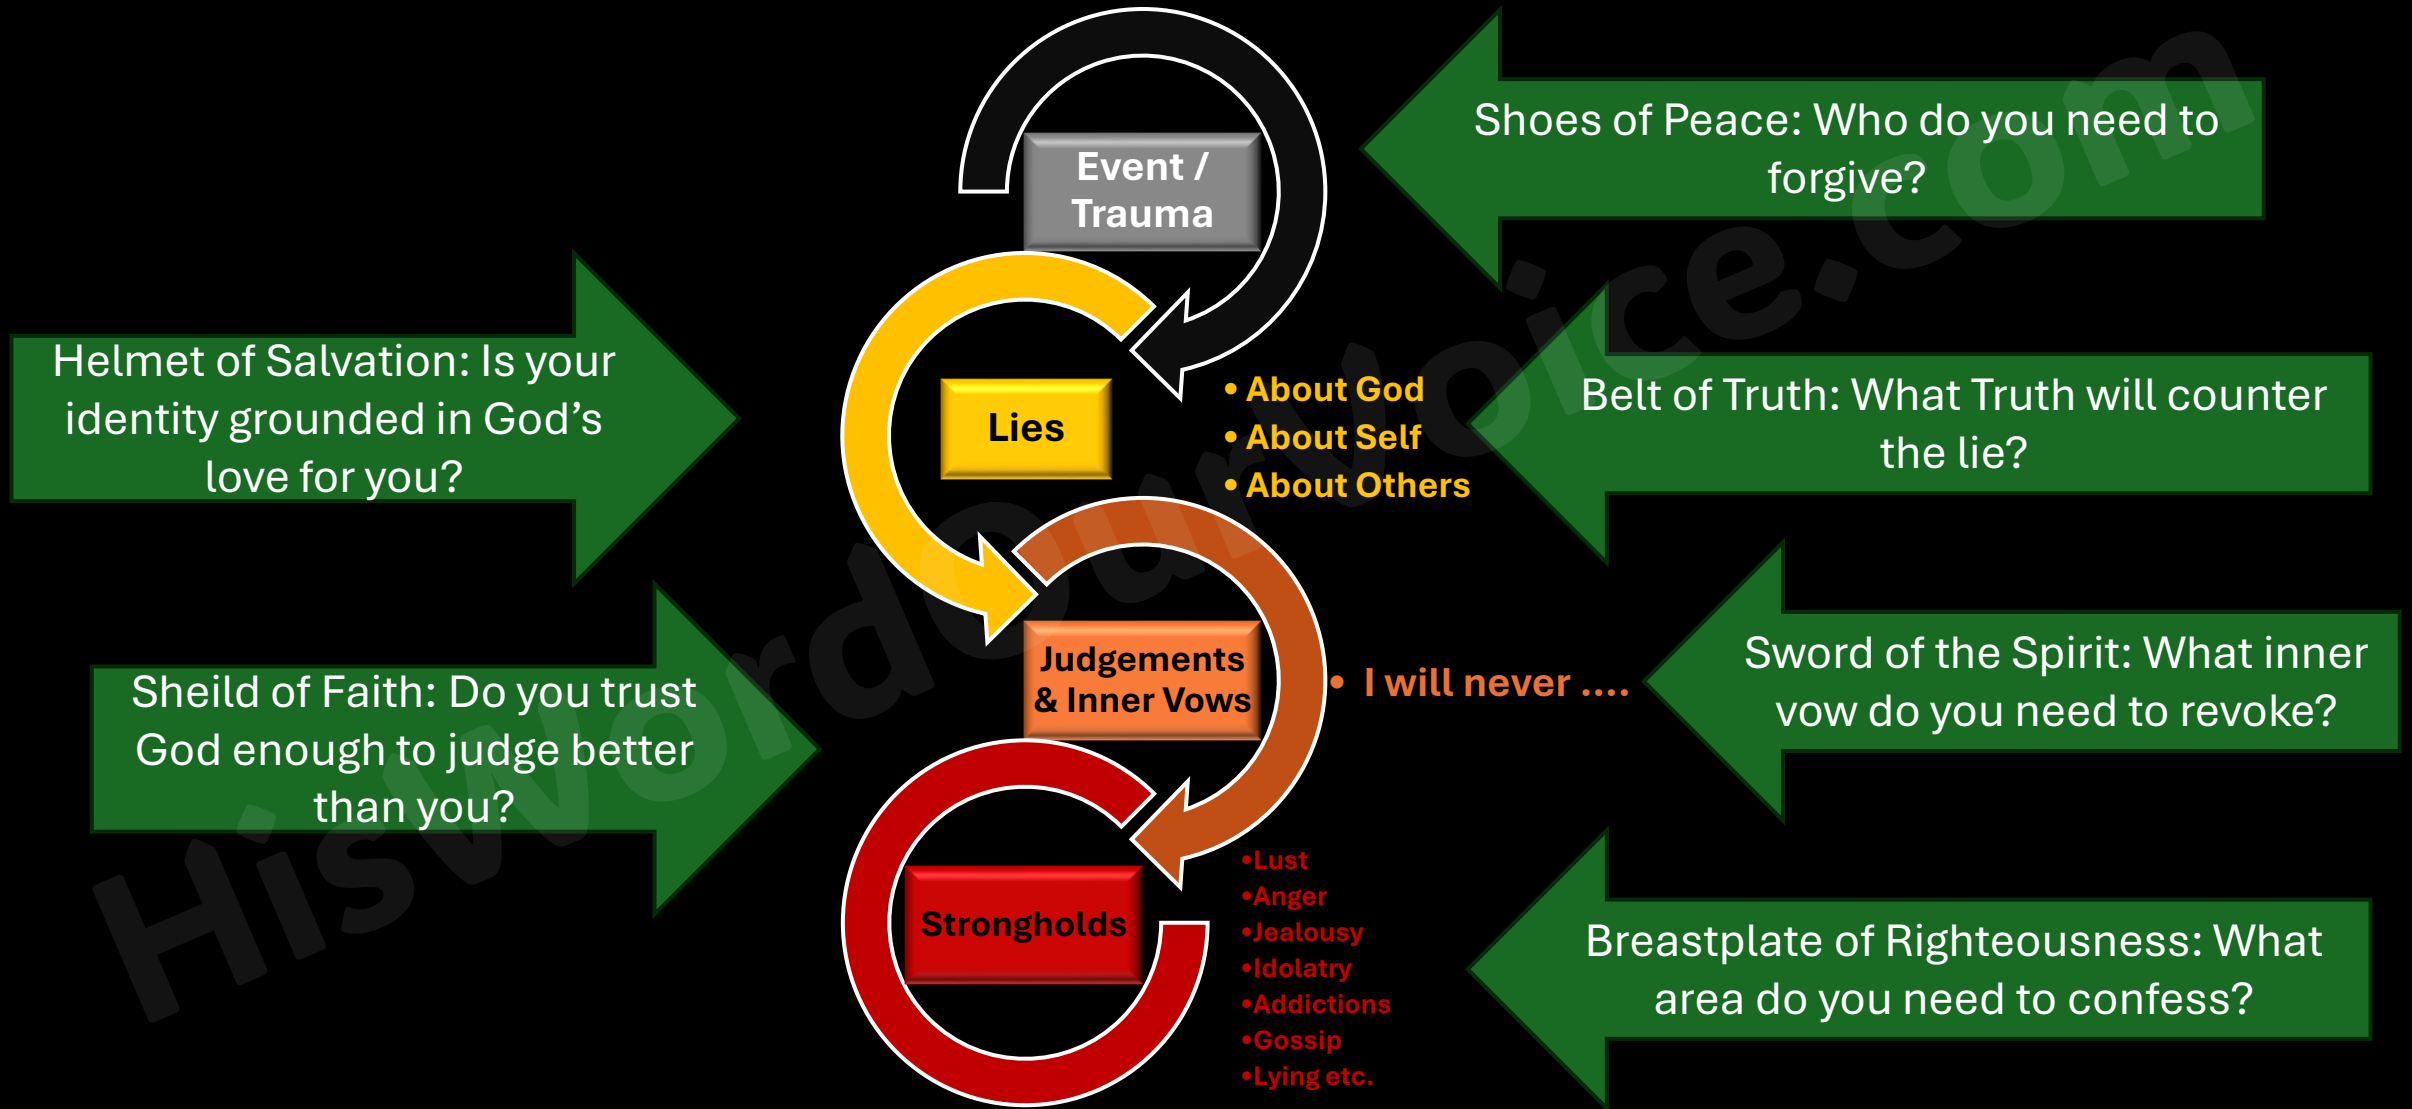 Event /
Trauma
Shoes of Peace: Who do you need to
forgive?
Helmet of Salvation: Is your
identity grounded in God’s
love for you?
Lies
• About God
• About Self
• About Others
Belt of Truth: What Truth will counter
the lie?
Sheild of Faith: Do you trust
God enough to judge better
than you?
Judgements
& Inner Vows
• I will never ....
Sword of the Spirit: What inner
vow do you need to revoke?
Strongholds
•Lust
•Anger
•Jealousy
•Idolatry
•Addictions
•Gossip
•Lying etc.
Breastplate of Righteousness: What
area do you need to confess?
HisWordOurVoice.com